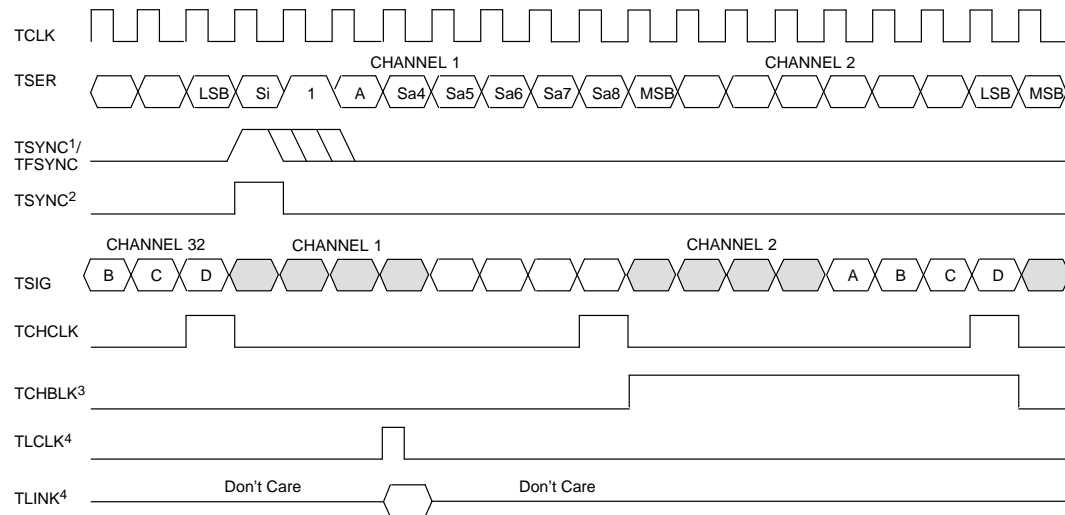 TCLK
CHANNEL 1 CHANNEL 2
TSER
LSB Si 1 A Sa4 Sa5 Sa6 Sa7 Sa8 MSB LSB MSB
TSYNC1/
TFSYNC
TSYNC2
CHANNEL 32 CHANNEL 1 CHANNEL 2
TSIG B C D A B C D
TCHCLK
TCHBLK3
TLCLK4
Don't Care Don't Care
TLINK4